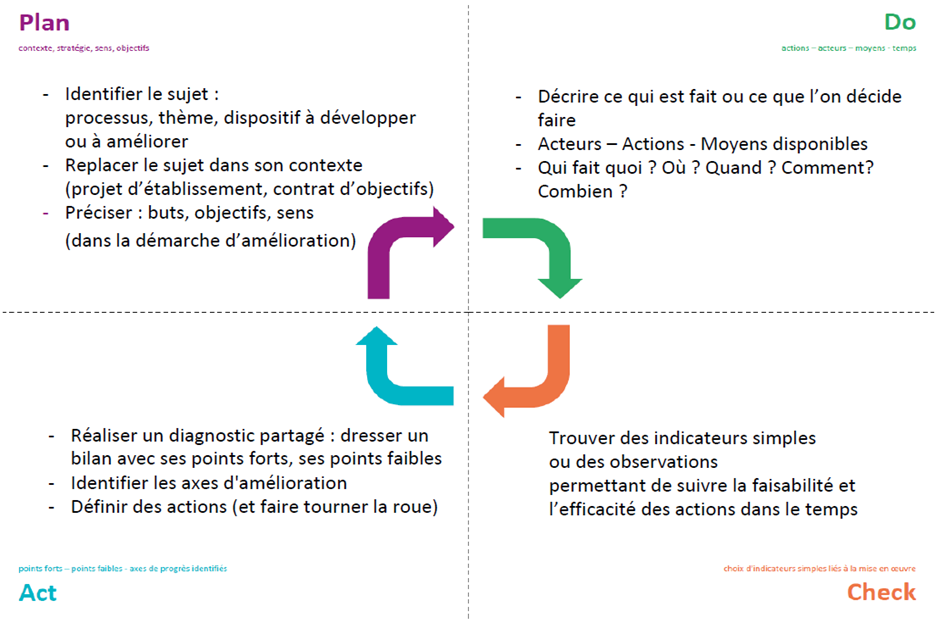 Plan
contexte, stratégie, sens, objectifs
- Identifier le sujet :
processus, thème, dispositif à développer
ou à améliorer
- Replacer le sujet dans son contexte
(projet d’établissement, contrat d’objectifs)
- Préciser : buts, objectifs, sens
(dans la démarche d’amélioration)
Do
actions – acteurs – moyens - temps
- Décrire ce qui est fait ou ce que l’on décide
faire
- Acteurs – Actions - Moyens disponibles
- Qui fait quoi ? Où ? Quand ? Comment?
Combien ?
- Réaliser un diagnostic partagé : dresser un
bilan avec ses points forts, ses points faibles
- Identifier les axes d'amélioration
- Définir des actions (et faire tourner la roue)
points forts – points faibles - axes de progrès identifiés
Act
Trouver des indicateurs simples
ou des observations
permettant de suivre la faisabilité et
l’efficacité des actions dans le temps
choix d’indicateurs simples liés à la mise en œuvre
Check